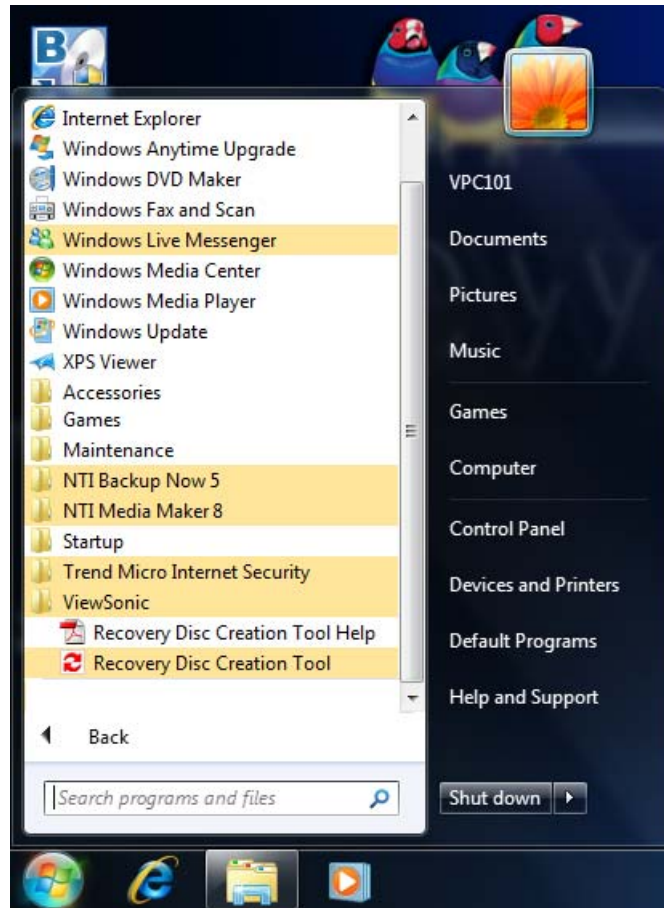 B
Internet Explorer
Windows Anytime Upgrade
Windows DVD Maker
Windows Fax and Scan
Windows Live Messenger
Windows Media Center
Windows Media Player
Windows Update
XPS Viewer
Accessories
Games
Maintenance
NTI Backup Now 5
NTI Media Maker 8
Startup
Trend Micro Internet Security
ViewSonic
Recovery Disc Creation Tool Help
Recovery Disc Creation Tool
Back
Search programs and files
VPC101
Documents
Pictures
Music
Games
Computer
Control Panel
Devices and Printers
Default Programs
Help and Support
Shut down